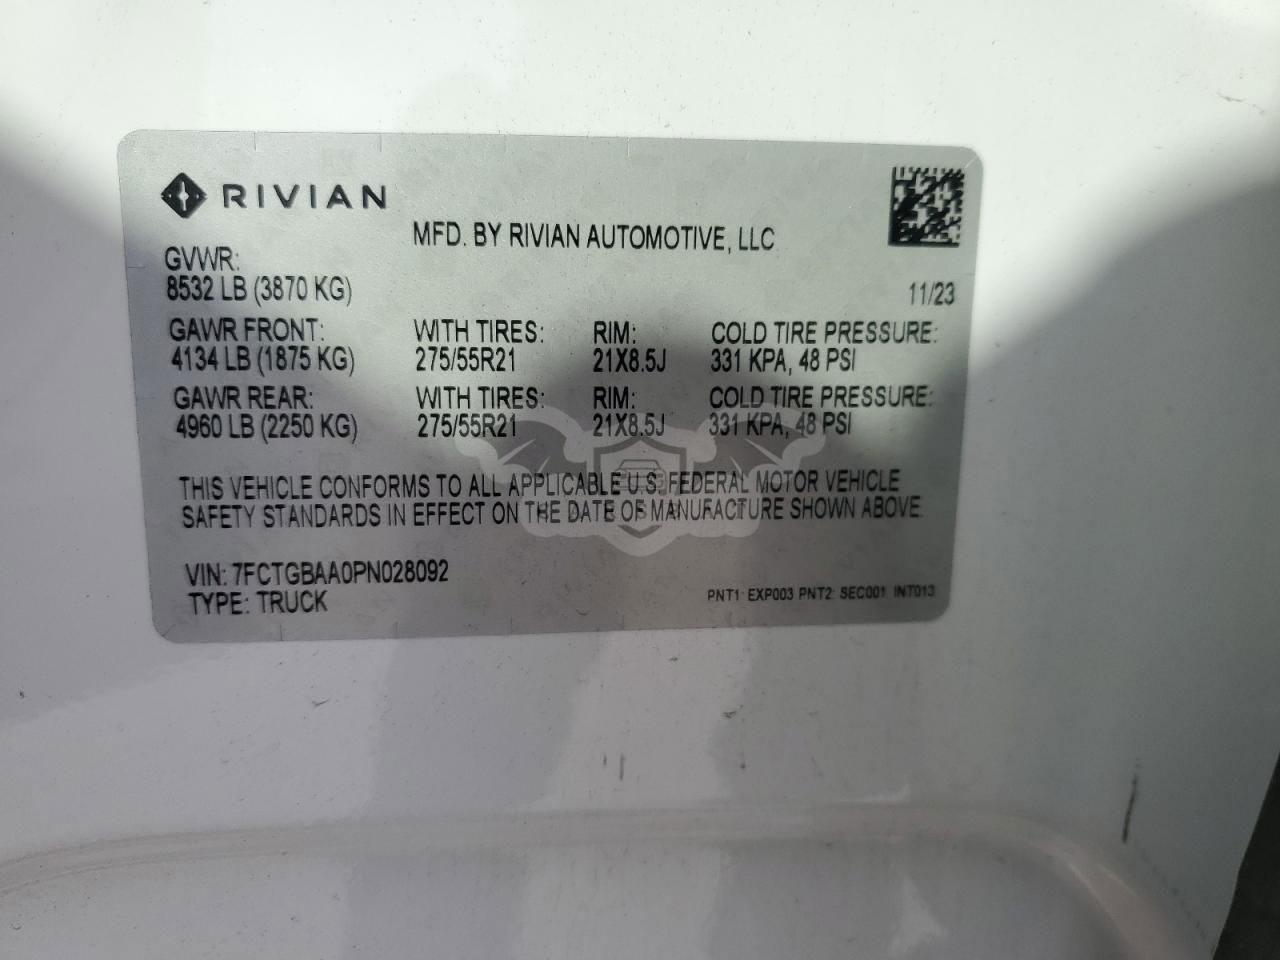 RIVIAN
MFD. BY RIVIAN AUTOMOTIVE, LLC
GVWR:
8532 LB (3870 KG)
11/23
GAWR FRONT: WITH TIRES: RIM: COLD TIRE PRESSURE:
4134 LB (1875 KG) 275/55R21 21X8.5J 331 KPA, 48 PSI
GAWR REAR: WITH TIRES: RIM: COLD TIRE PRESSURE:
4960 LB (2250 KG) 275/55R21 21X8.5J 331 KPA, 48 PSI
THIS VEHICLE CONFORMS TO ALL APPLICABLE U.S. FEDERAL MOTOR VEHICLE
SAFETY STANDARDS IN EFFECT ON THE DATE OF MANUFACTURE SHOWN ABOVE.
VIN: 7FCTGBAA0PN028092
TYPE: TRUCK
PNT1: EXP003 PNT2: SEC001 INT013